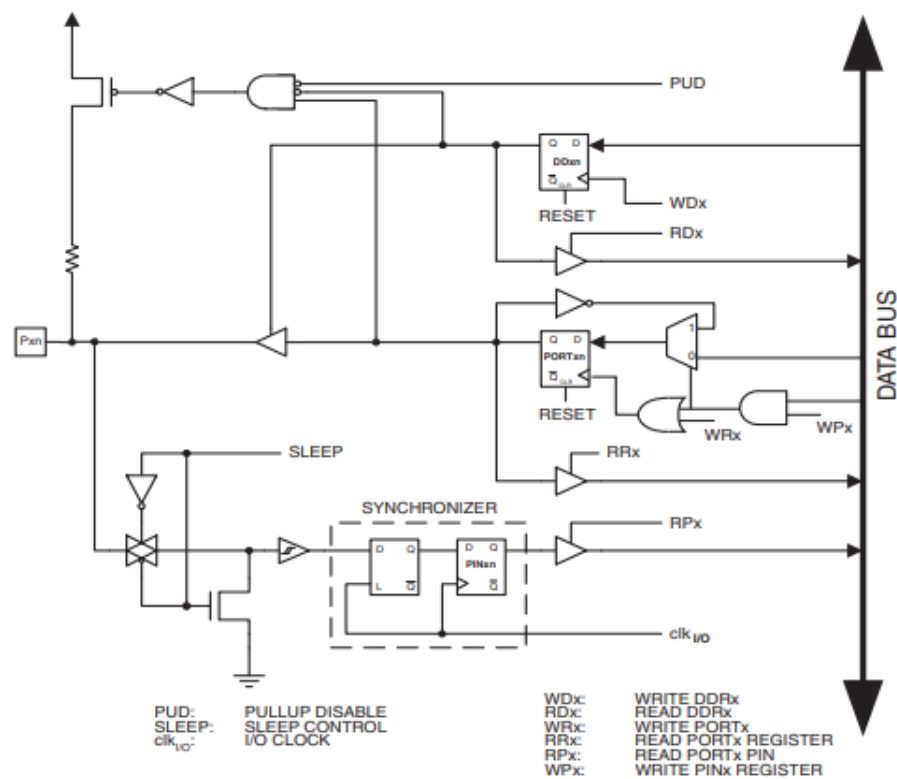 PUD
Q D
DDxn
Q CLR
WDx
RESET
RDx
Pxn
1
Q D
PORTxn
0
Q CLR
RESET
WRx
WPx
DATA BUS
SLEEP
RRx
SYNCHRONIZER
RPx
D Q
L Q
D Q
PINxn
Q
clk I/O
PUD: PULLUP DISABLE
SLEEP: SLEEP CONTROL
clk I/O: I/O CLOCK
WDx: WRITE DDRx
RDx: READ DDRx
WRx: WRITE PORTx
RRx: READ PORTx REGISTER
RPx: READ PORTx PIN
WPx: WRITE PINx REGISTER